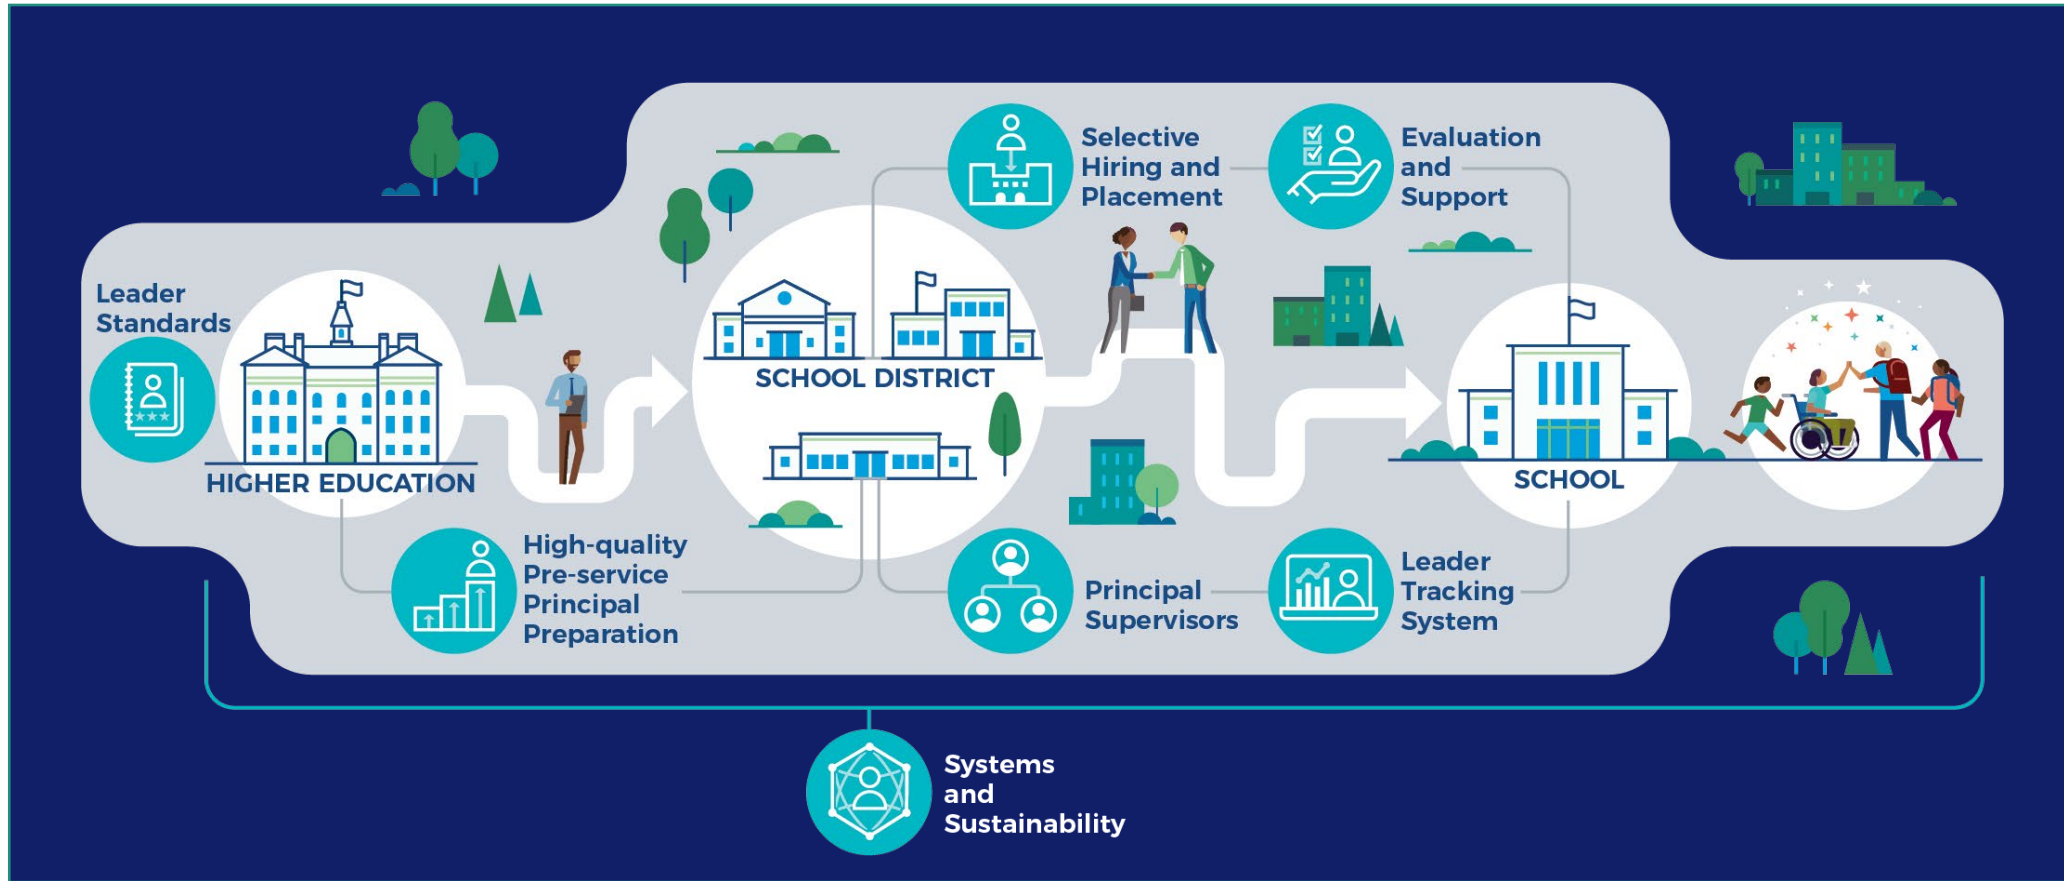 Leader
Standards
HIGHER EDUCATION
High-quality
Pre-service
Principal
Preparation
SCHOOL DISTRICT
Selective
Hiring and
Placement
Evaluation
and
Support
Principal
Supervisors
Leader
Tracking
System
SCHOOL
Systems
and
Sustainability